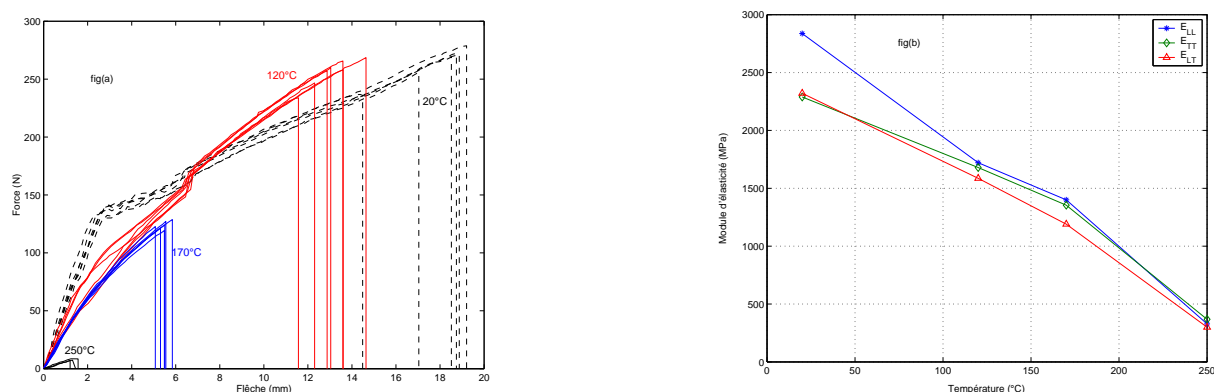 300
250
200
150
100
50
0
Force (N)
fig(a)
120°C
20°C
170°C
250°C
0 2 4 6 8 10 12 14 16 18 20
Flêche (mm)
3000
2500
2000
1500
1000
500
0
Module d'élasticité (MPa)
fig(b)
E_LL
E_TT
E_LT
0 50 100 150 200 250
Température (°C)